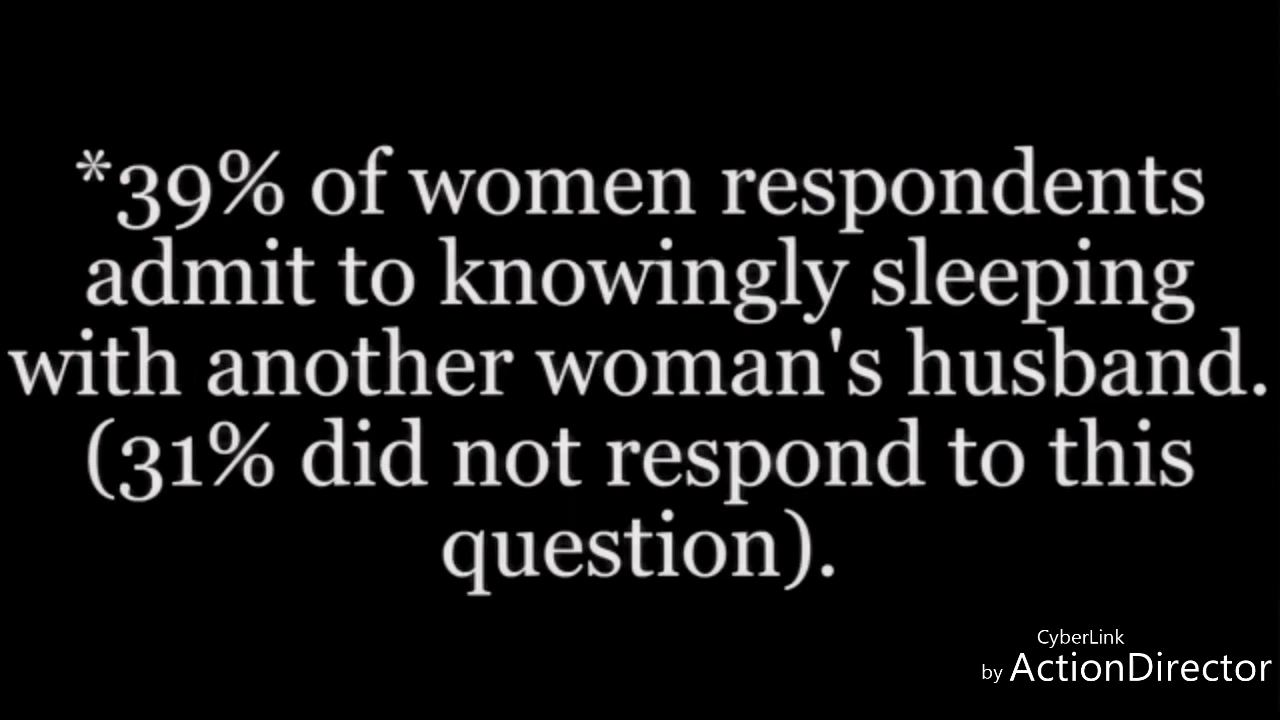 *39% of women respondents
admit to knowingly sleeping
with another woman's husband.
(31% did not respond to this
question).
CyberLink
by ActionDirector